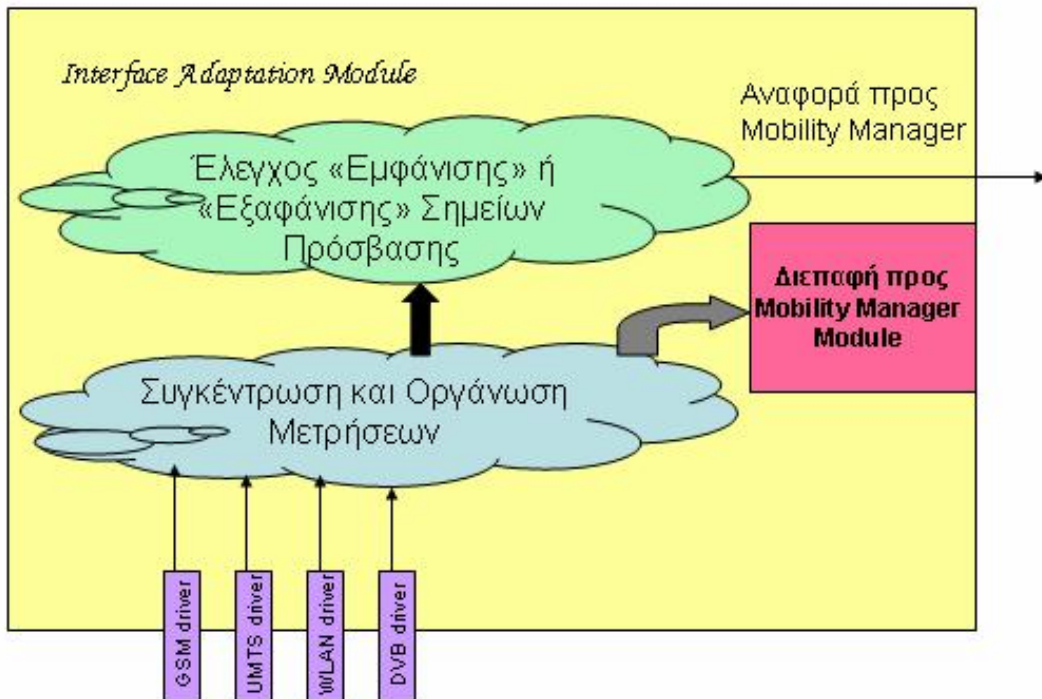 Interface Adaptation Module
Αναφορά προς
Mobility Manager
Έλεγχος «Εμφάνισης» ή
«Εξαφάνισης» Σημείων
Πρόσβασης
Διεπαφή προς
Mobility Manager
Module
Συγκέντρωση και Οργάνωση
Μετρήσεων
GSM driver
UMTS driver
WLAN driver
DVB driver